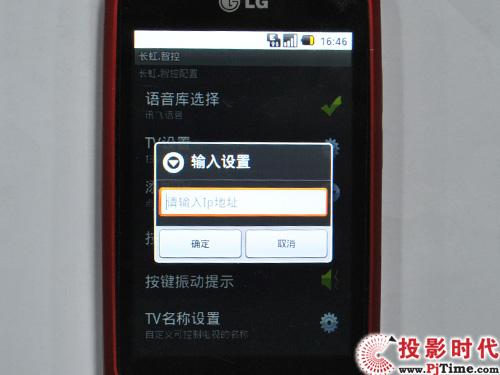 LG
16:46
长虹.智控
长虹.智控配置
语音库选择
讯飞语音
TV设置
输入设置
请输入Ip地址
确定
取消
按键振动提示
TV名称设置
自定义可控制电视的名称
投影时代
www.PjTime.com